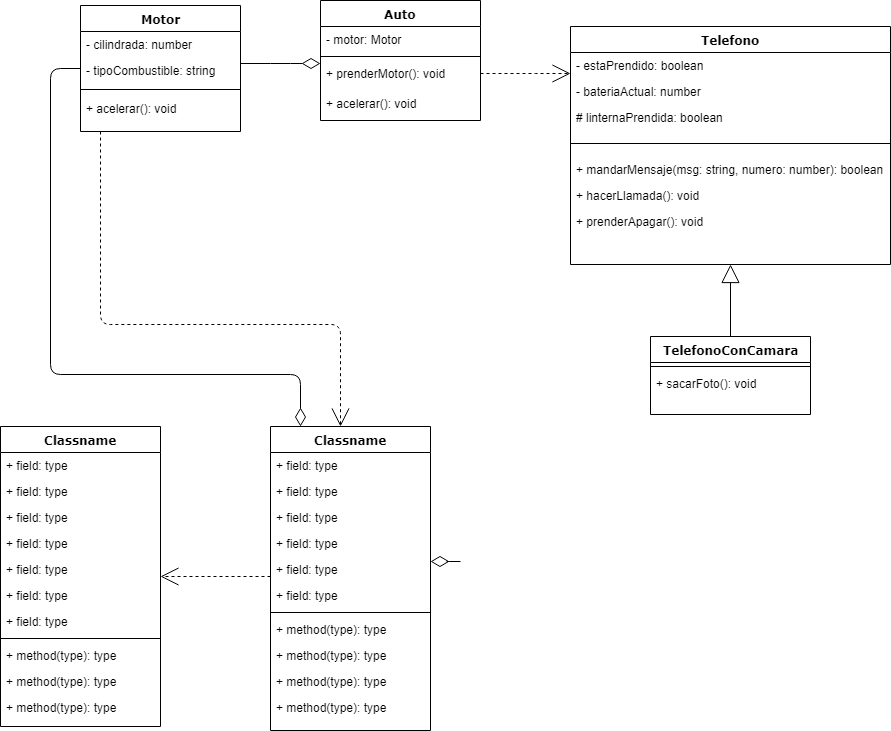 Motor
- cilindrada: number
- tipoCombustible: string
+ acelerar(): void
Auto
- motor: Motor
+ prenderMotor(): void
+ acelerar(): void
Telefono
- estaPrendido: boolean
- bateriaActual: number
# linternaPrendida: boolean
+ mandarMensaje(msg: string, numero: number): boolean
+ hacerLlamada(): void
+ prenderApagar(): void
TelefonoConCamara
+ sacarFoto(): void
Classname
+ field: type
+ field: type
+ field: type
+ field: type
+ field: type
+ field: type
+ field: type
+ method(type): type
+ method(type): type
+ method(type): type
Classname
+ field: type
+ field: type
+ field: type
+ field: type
+ field: type
+ field: type
+ method(type): type
+ method(type): type
+ method(type): type
+ method(type): type